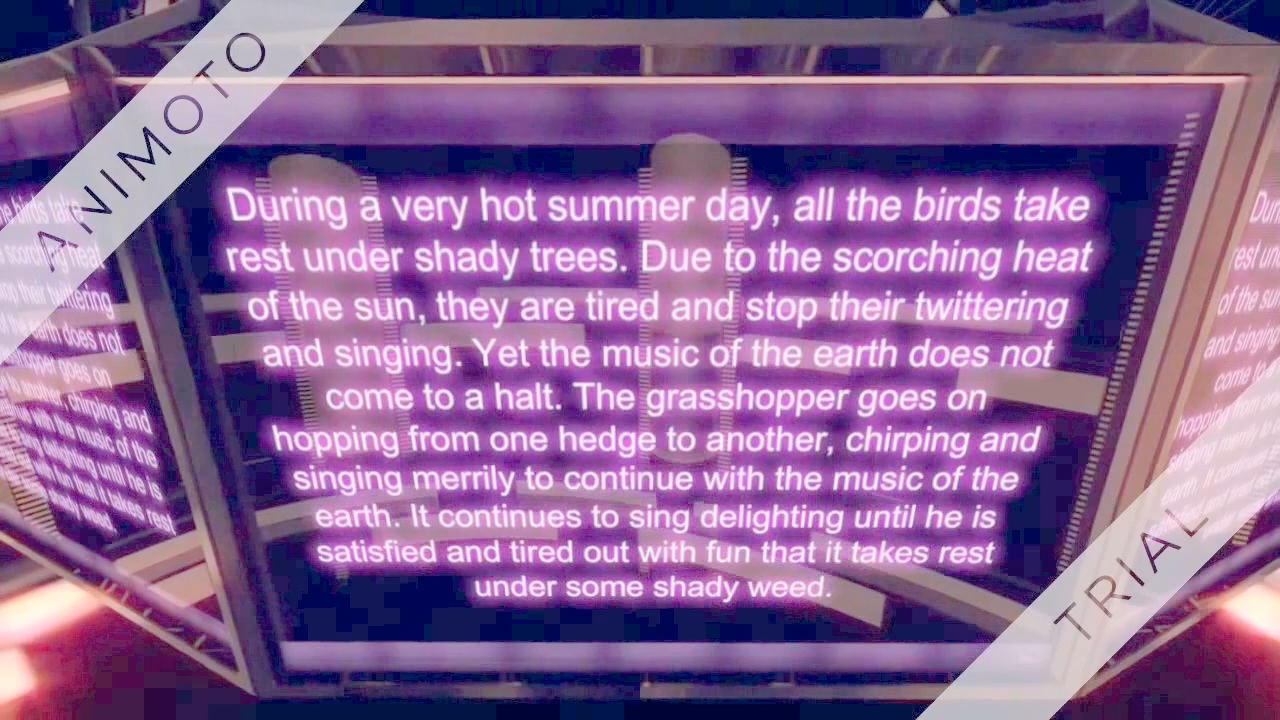 ANIMOTO
During a very hot summer day, all the birds take
rest under shady trees. Due to the scorching heat
of the sun, they are tired and stop their twittering
and singing. Yet the music of the earth does not
come to a halt. The grasshopper goes on
hopping from one hedge to another, chirping and
singing merrily to continue with the music of the
earth. It continues to sing delighting until he is
satisfied and tired out with fun that it takes rest
under some shady weed.
TRIAL